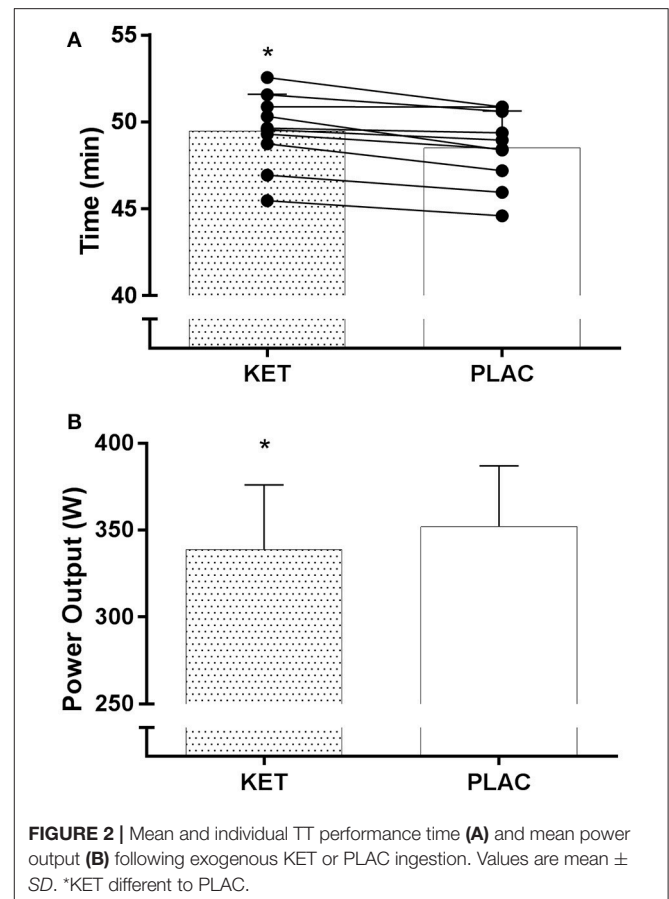 A
*
55
50
45
40
Time (min)
KET PLAC
B
*
400
350
300
250
Power Output (W)
KET PLAC
FIGURE 2 | Mean and individual TT performance time (A) and mean power
output (B) following exogenous KET or PLAC ingestion. Values are mean ±
SD. *KET different to PLAC.